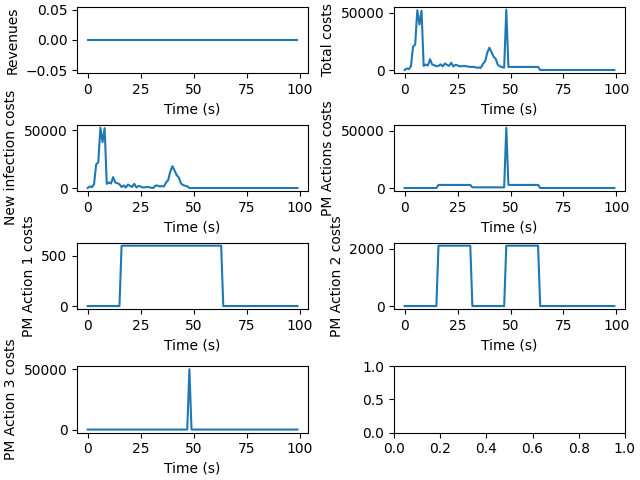 Revenues
0.05
0.00
−0.05
0 25 50 75 100
Time (s)
Total costs
50000
0
0 25 50 75 100
Time (s)
New infection costs
50000
0
0 25 50 75 100
Time (s)
PM Actions costs
50000
0
0 25 50 75 100
Time (s)
PM Action 1 costs
500
0
0 25 50 75 100
Time (s)
PM Action 2 costs
2000
0
0 25 50 75 100
Time (s)
PM Action 3 costs
50000
0
0 25 50 75 100
Time (s)
1.0
0.5
0.0
0.0 0.2 0.4 0.6 0.8 1.0